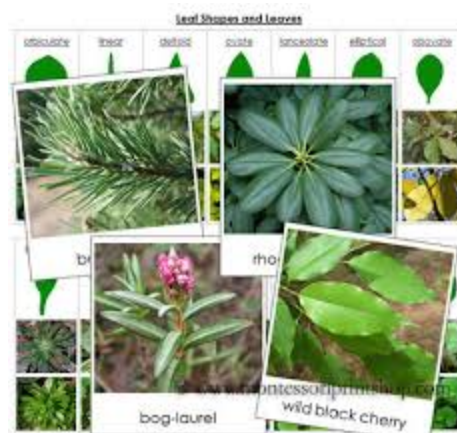 Leaf Shapes and Leaves
orbiculate linear deltoid ovate lanceolate elliptical obovate
bog-laurel
wild black cherry
www.montessoriprintshop.com